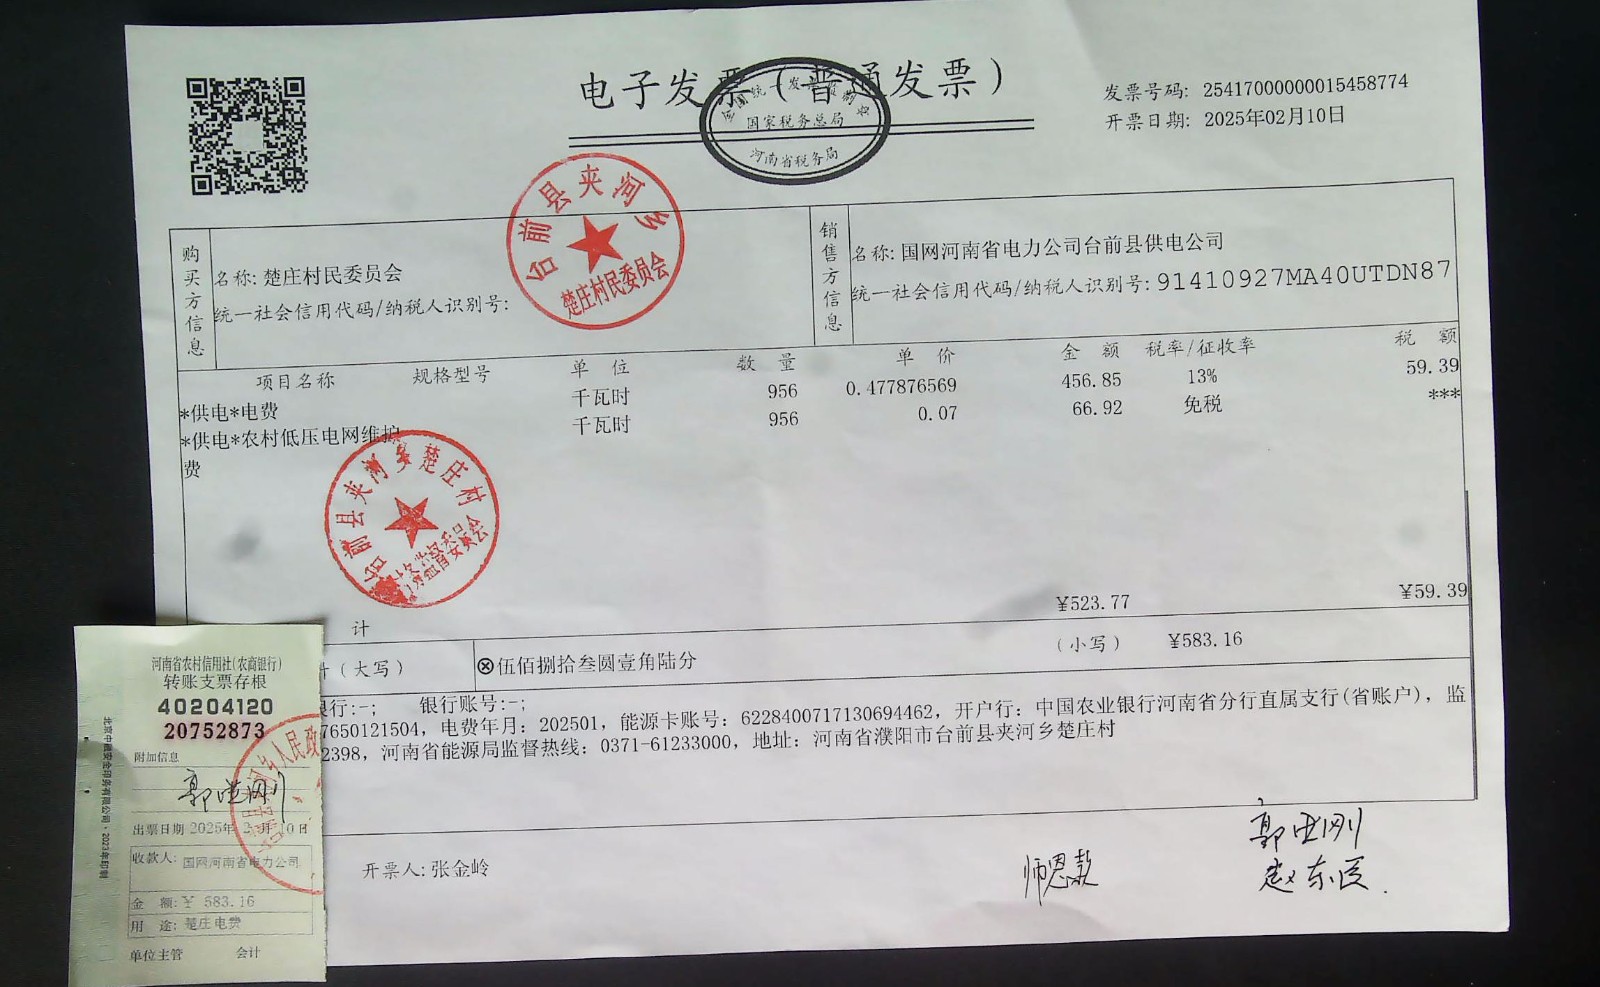 电子发票（普通发票）
全国统一发票监制章
国家税务总局
河南省税务局
发票号码: 25417000000015458774
开票日期: 2025年02月10日
购买方信息
名称: 楚庄村民委员会
统一社会信用代码/纳税人识别号:
台前县夹河乡
楚庄村民委员会
销售方信息
名称: 国网河南省电力公司台前县供电公司
统一社会信用代码/纳税人识别号: 91410927MA40UTDN87
项目名称 规格型号 单 位 数 量 单 价 金 额 税率/征收率 税 额
*供电*电费 千瓦时 956 0.477876569 456.85 13% 59.39
*供电*农村低压电网维护 千瓦时 956 0.07 66.92 免税 ***
费
台前县夹河乡楚庄村
计 ¥523.77 ¥59.39
（大写） ⊗伍佰捌拾叁圆壹角陆分 （小写） ¥583.16
银行:-; 银行账号:-;
7650121504, 电费年月: 202501, 能源卡账号: 6228400717130694462, 开户行: 中国农业银行河南省分行直属支行(省账户), 监
2398, 河南省能源局监督热线: 0371-61233000, 地址: 河南省濮阳市台前县夹河乡楚庄村
开票人: 张金岭
师恩款
赵东
河南省农村信用社(农商银行)
转账支票存根
40204120
20752873
附加信息
出票日期 2025年 2月10日
收款人: 国网河南省电力公司
金 额: ¥ 583.16
用 途: 楚庄电费
单位主管 会计
人民政